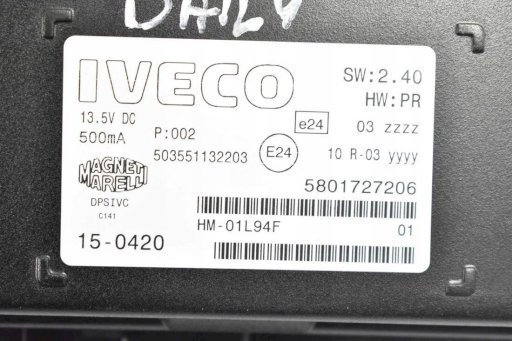 DAILY
IVECO
SW:2.40
HW:PR
13.5V DC
500mA
P:002
e24
03 zzzz
503551132203
E24
10 R-03 yyyy
MAGNETI
MARELLI
5801727206
DPSIVC
C141
HM-01L94F
01
15-0420